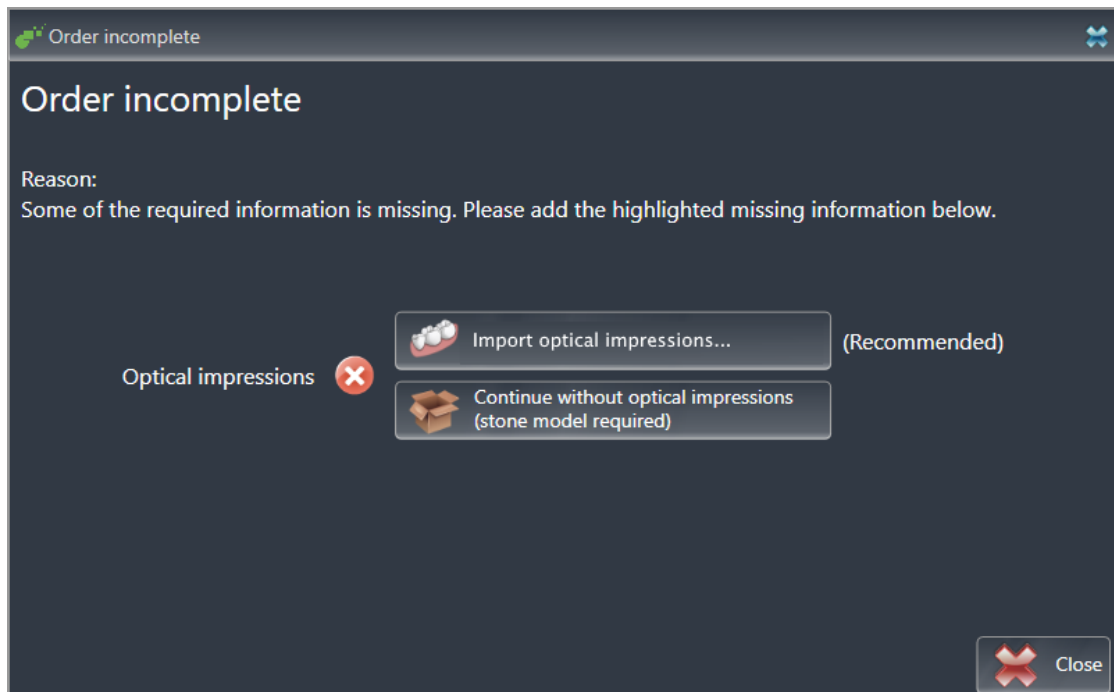 Order incomplete
Order incomplete
Reason:
Some of the required information is missing. Please add the highlighted missing information below.
Optical impressions
Import optical impressions...
(Recommended)
Continue without optical impressions
(stone model required)
Close